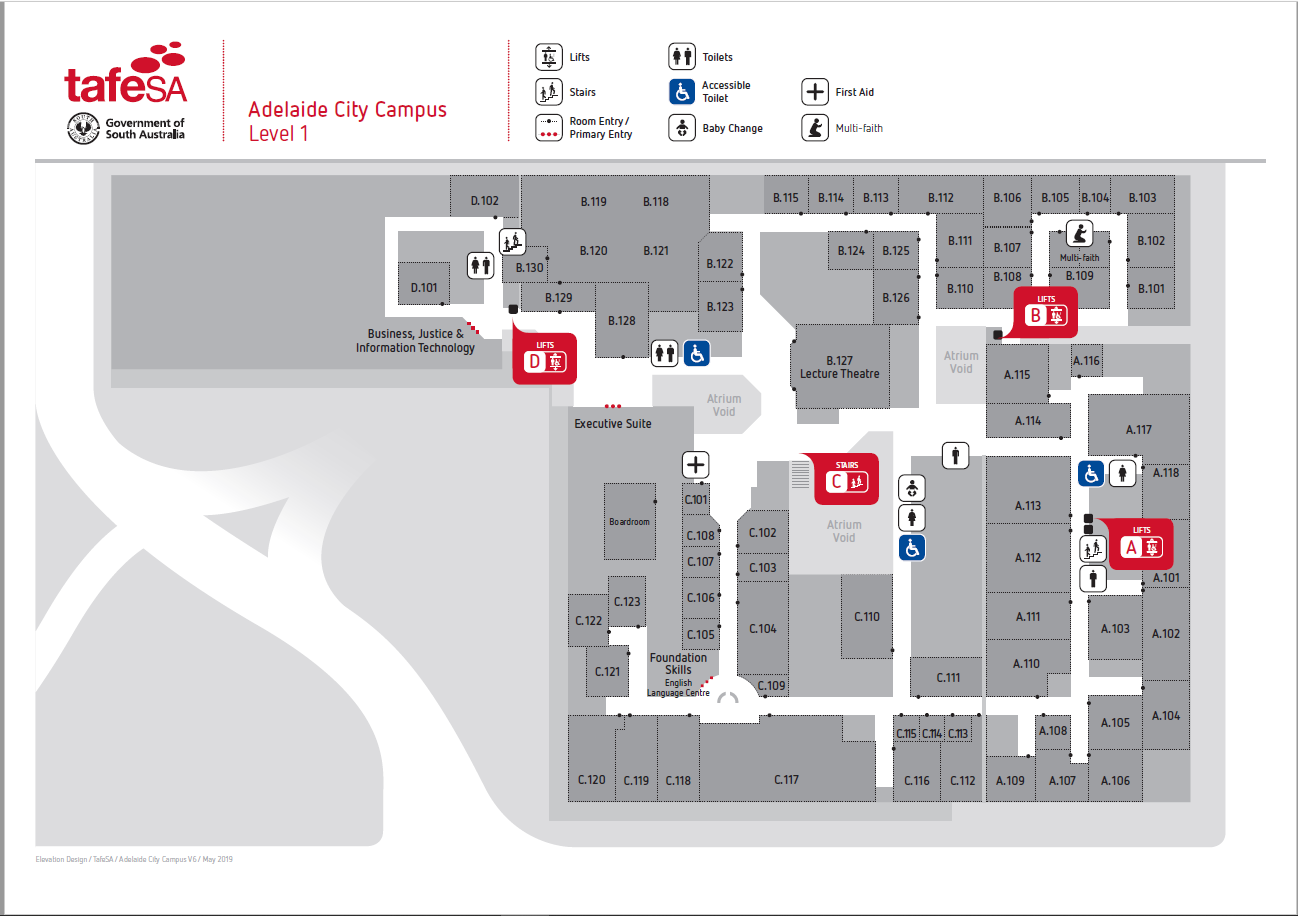 tafeSA
Government of
South Australia
SOUTH AUSTRALIA
Adelaide City Campus
Level 1
Lifts
Stairs
Room Entry /
Primary Entry
Toilets
Accessible
Toilet
Baby Change
First Aid
Multi-faith
D.102
B.119
B.118
B.120
B.121
B.130
B.129
B.128
B.122
B.123
D.101
Business, Justice &
Information Technology
LIFTS
D
B.115
B.114
B.113
B.112
B.106
B.105
B.104
B.103
B.124
B.125
B.126
B.111
B.107
B.110
B.108
Multi-faith
B.109
B.102
B.101
LIFTS
B
B.127
Lecture Theatre
Atrium
Void
Atrium
Void
Executive Suite
A.115
A.116
A.114
A.117
A.118
STAIRS
C
Atrium
Void
Boardroom
C.101
C.108
C.107
C.106
C.105
C.102
C.103
C.104
C.109
C.110
C.111
C.122
C.123
C.121
Foundation
Skills
English
Language Centre
A.113
A.112
A.111
A.110
LIFTS
A
A.101
A.103
A.102
A.105
A.104
A.108
C.120
C.119
C.118
C.117
C.115
C.114
C.113
C.116
C.112
A.109
A.107
A.106
Elevation Design / TafeSA / Adelaide City Campus V6 / May 2019